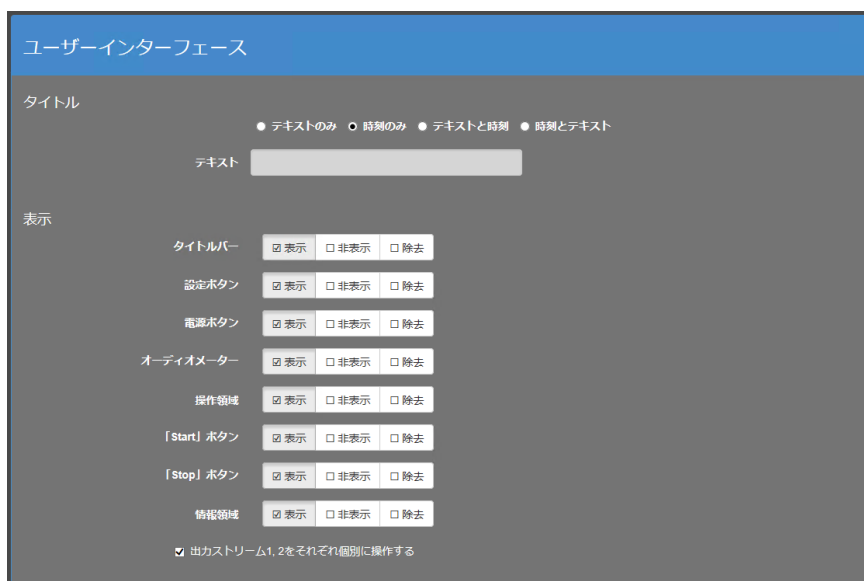 ユーザーインターフェース
タイトル
テキストのみ 時刻のみ テキストと時刻 時刻とテキスト
テキスト
表示
タイトルバー ☑ 表示 ☐ 非表示 ☐ 除去
設定ボタン ☑ 表示 ☐ 非表示 ☐ 除去
電源ボタン ☑ 表示 ☐ 非表示 ☐ 除去
オーディオメーター ☑ 表示 ☐ 非表示 ☐ 除去
操作領域 ☑ 表示 ☐ 非表示 ☐ 除去
「Start」ボタン ☑ 表示 ☐ 非表示 ☐ 除去
「Stop」ボタン ☑ 表示 ☐ 非表示 ☐ 除去
情報領域 ☑ 表示 ☐ 非表示 ☐ 除去
☑ 出力ストリーム1, 2をそれぞれ個別に操作する